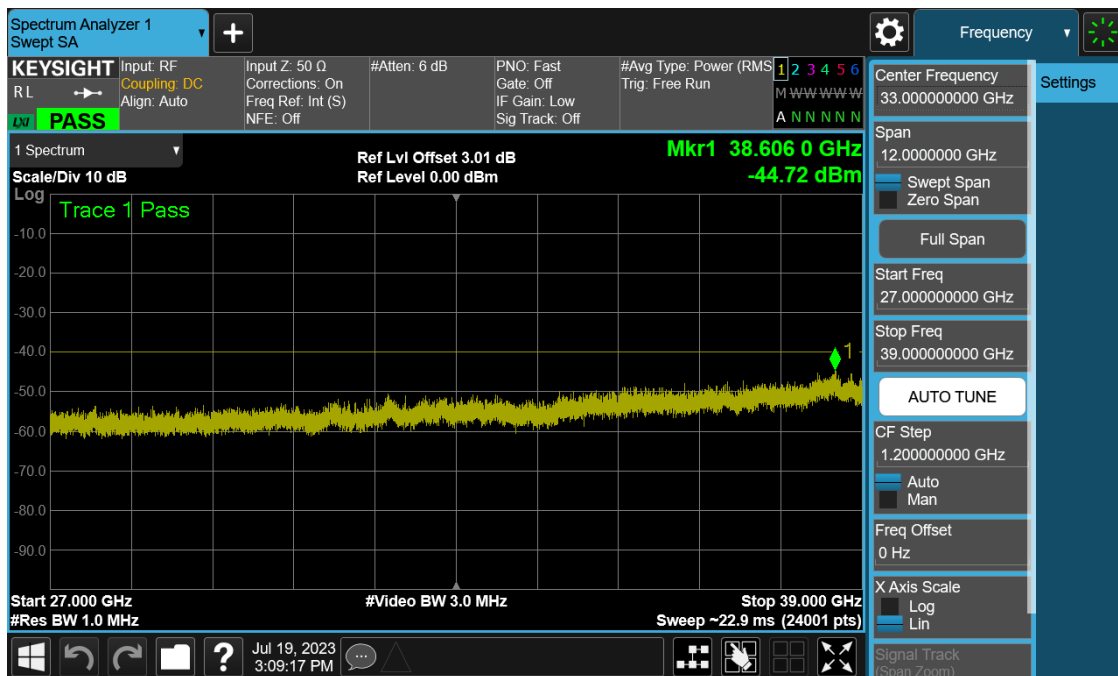 Spectrum Analyzer 1
Swept SA
+
Frequency
KEYSIGHT
R L
LXI PASS
Input: RF
Coupling: DC
Align: Auto
Input Z: 50 Ω
Corrections: On
Freq Ref: Int (S)
NFE: Off
#Atten: 6 dB
PNO: Fast
Gate: Off
IF Gain: Low
Sig Track: Off
#Avg Type: Power (RMS
Trig: Free Run
1 2 3 4 5 6
M W W W W W
A N N N N N
1 Spectrum
Scale/Div 10 dB
Ref Lvl Offset 3.01 dB
Ref Level 0.00 dBm
Mkr1 38.606 0 GHz
-44.72 dBm
Log
Trace 1 Pass
-10.0
-20.0
-30.0
-40.0
1
-50.0
-60.0
-70.0
-80.0
-90.0
Start 27.000 GHz
#Res BW 1.0 MHz
#Video BW 3.0 MHz
Stop 39.000 GHz
Sweep ~22.9 ms (24001 pts)
Center Frequency
33.000000000 GHz
Settings
Span
12.0000000 GHz
Swept Span
Zero Span
Full Span
Start Freq
27.000000000 GHz
Stop Freq
39.000000000 GHz
AUTO TUNE
CF Step
1.200000000 GHz
Auto
Man
Freq Offset
0 Hz
X Axis Scale
Log
Lin
Signal Track
(Span Zoom)
?
Jul 19, 2023
3:09:17 PM